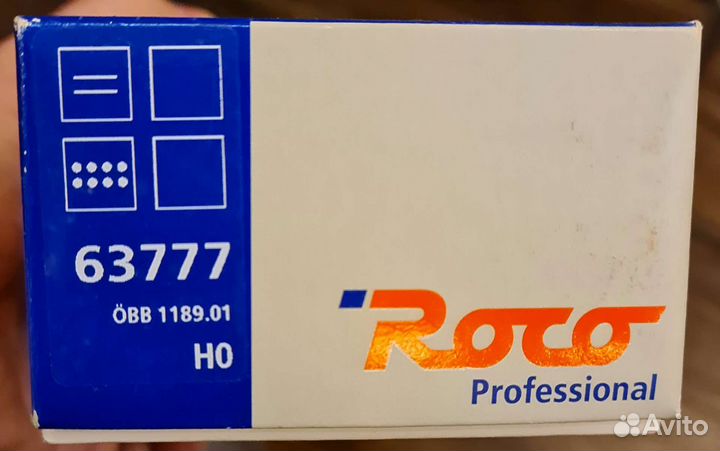 63777
ÖBB 1189.01
H0
Roco
Professional
Avito